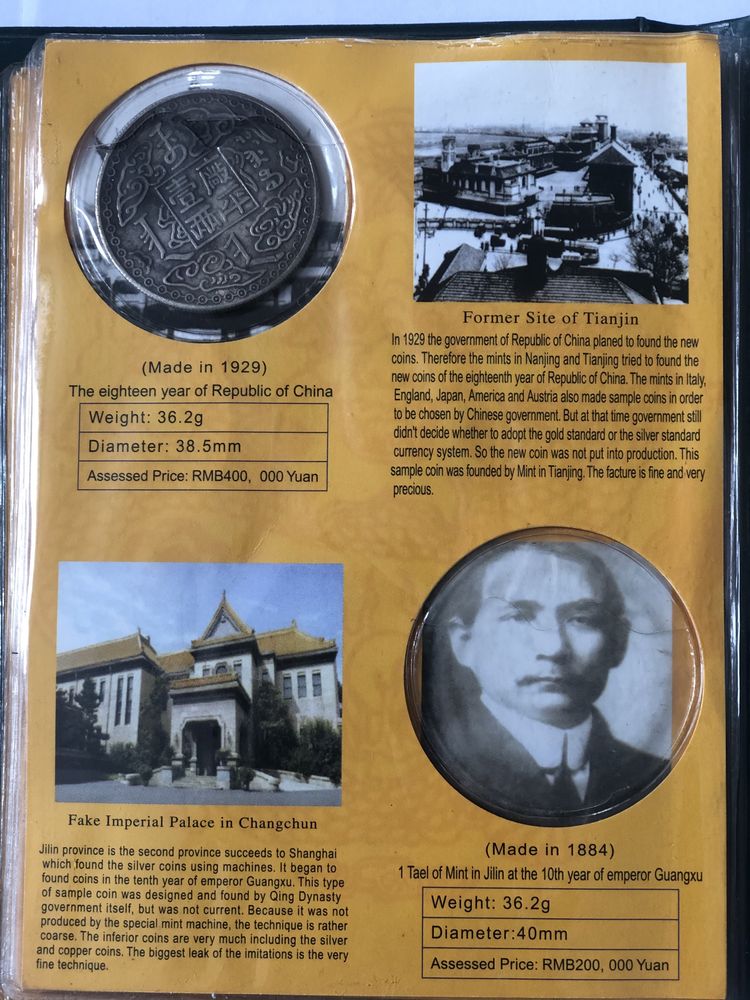 廠平
壹兩
(Made in 1929)
The eighteen year of Republic of China
Weight: 36.2g
Diameter: 38.5mm
Assessed Price: RMB400, 000 Yuan
Former Site of Tianjin
In 1929 the government of Republic of China planed to found the new
coins. Therefore the mints in Nanjing and Tianjing tried to found the
new coins of the eighteenth year of Republic of China. The mints in Italy,
England, Japan, America and Austria also made sample coins in order
to be chosen by Chinese government. But at that time government still
didn't decide whether to adopt the gold standard or the silver standard
currency system. So the new coin was not put into production. This
sample coin was founded by Mint in Tianjing. The facture is fine and very
precious.
Fake Imperial Palace in Changchun
Jilin province is the second province succeeds to Shanghai
which found the silver coins using machines. It began to
found coins in the tenth year of emperor Guangxu. This type
of sample coin was designed and found by Qing Dynasty
government itself, but was not current. Because it was not
produced by the special mint machine, the technique is rather
coarse. The inferior coins are very much including the silver
and copper coins. The biggest leak of the imitations is the very
fine technique.
(Made in 1884)
1 Tael of Mint in Jilin at the 10th year of emperor Guangxu
Weight: 36.2g
Diameter:40mm
Assessed Price: RMB200, 000 Yuan